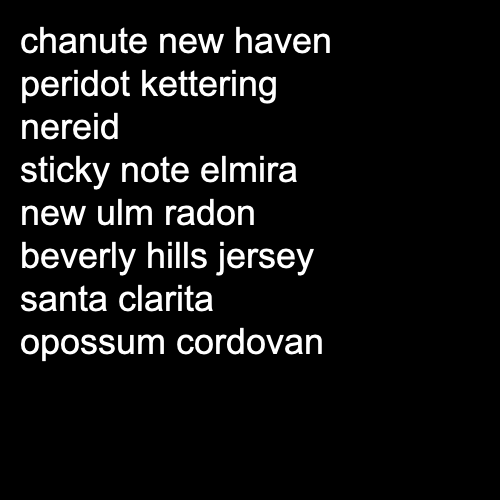 chanute new haven
peridot kettering
nereid
sticky note elmira
new ulm radon
beverly hills jersey
santa clarita
opossum cordovan